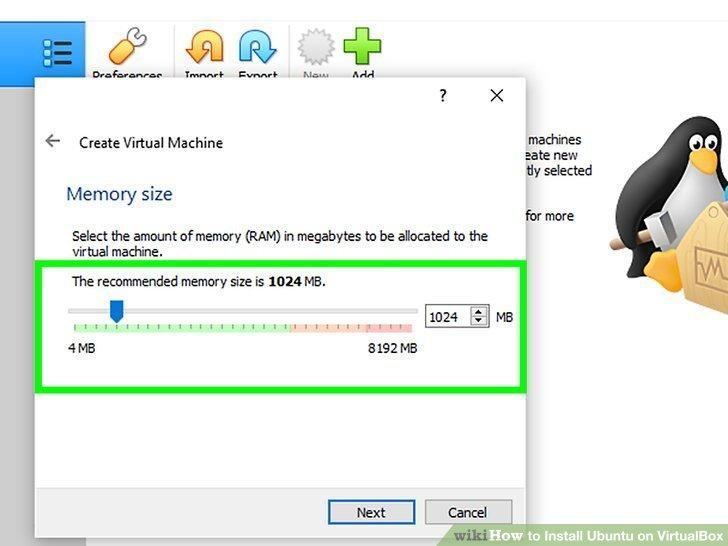 Preferences
Import
Export
New
Add
?
Create Virtual Machine
machines
eate new
tly selected
for more
Memory size
Select the amount of memory (RAM) in megabytes to be allocated to the
virtual machine.
The recommended memory size is 1024 MB.
1024 MB
4 MB 8192 MB
Next Cancel
wikiHow to Install Ubuntu on VirtualBox